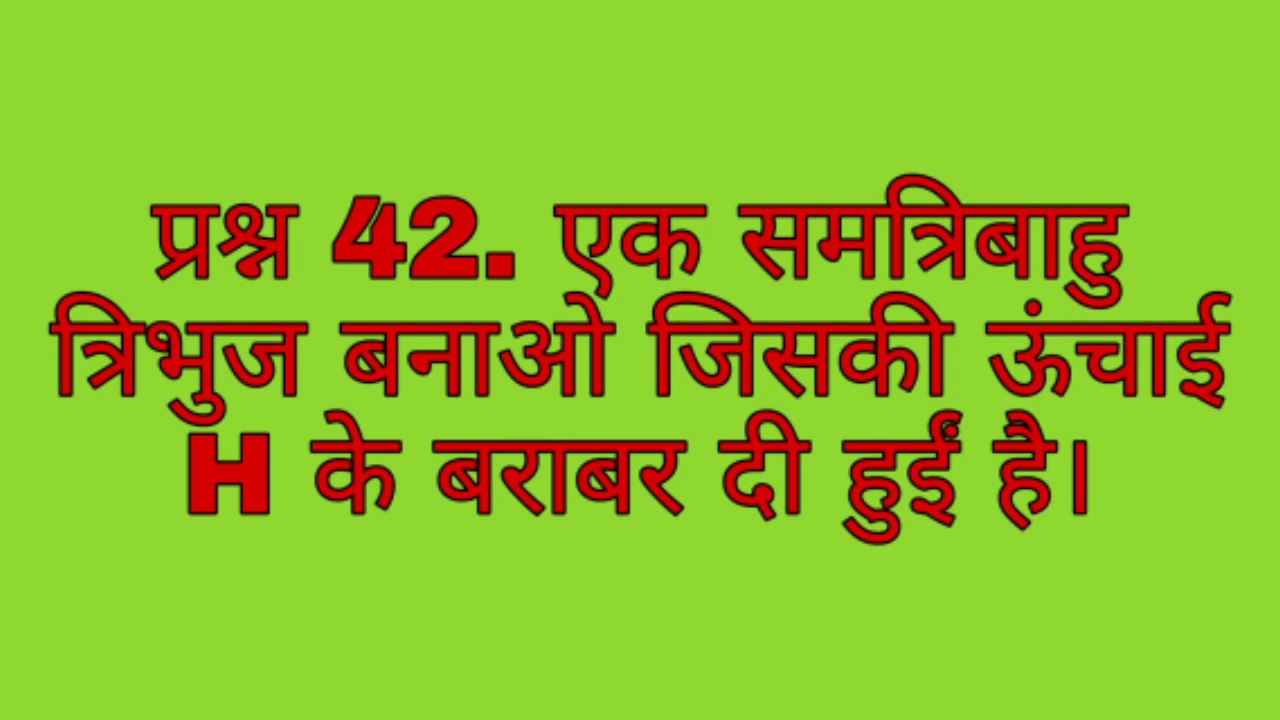 प्रश्न 42. एक समत्रिबाहु
त्रिभुज बनाओ जिसकी ऊंचाई
H के बराबर दी हुईं है।